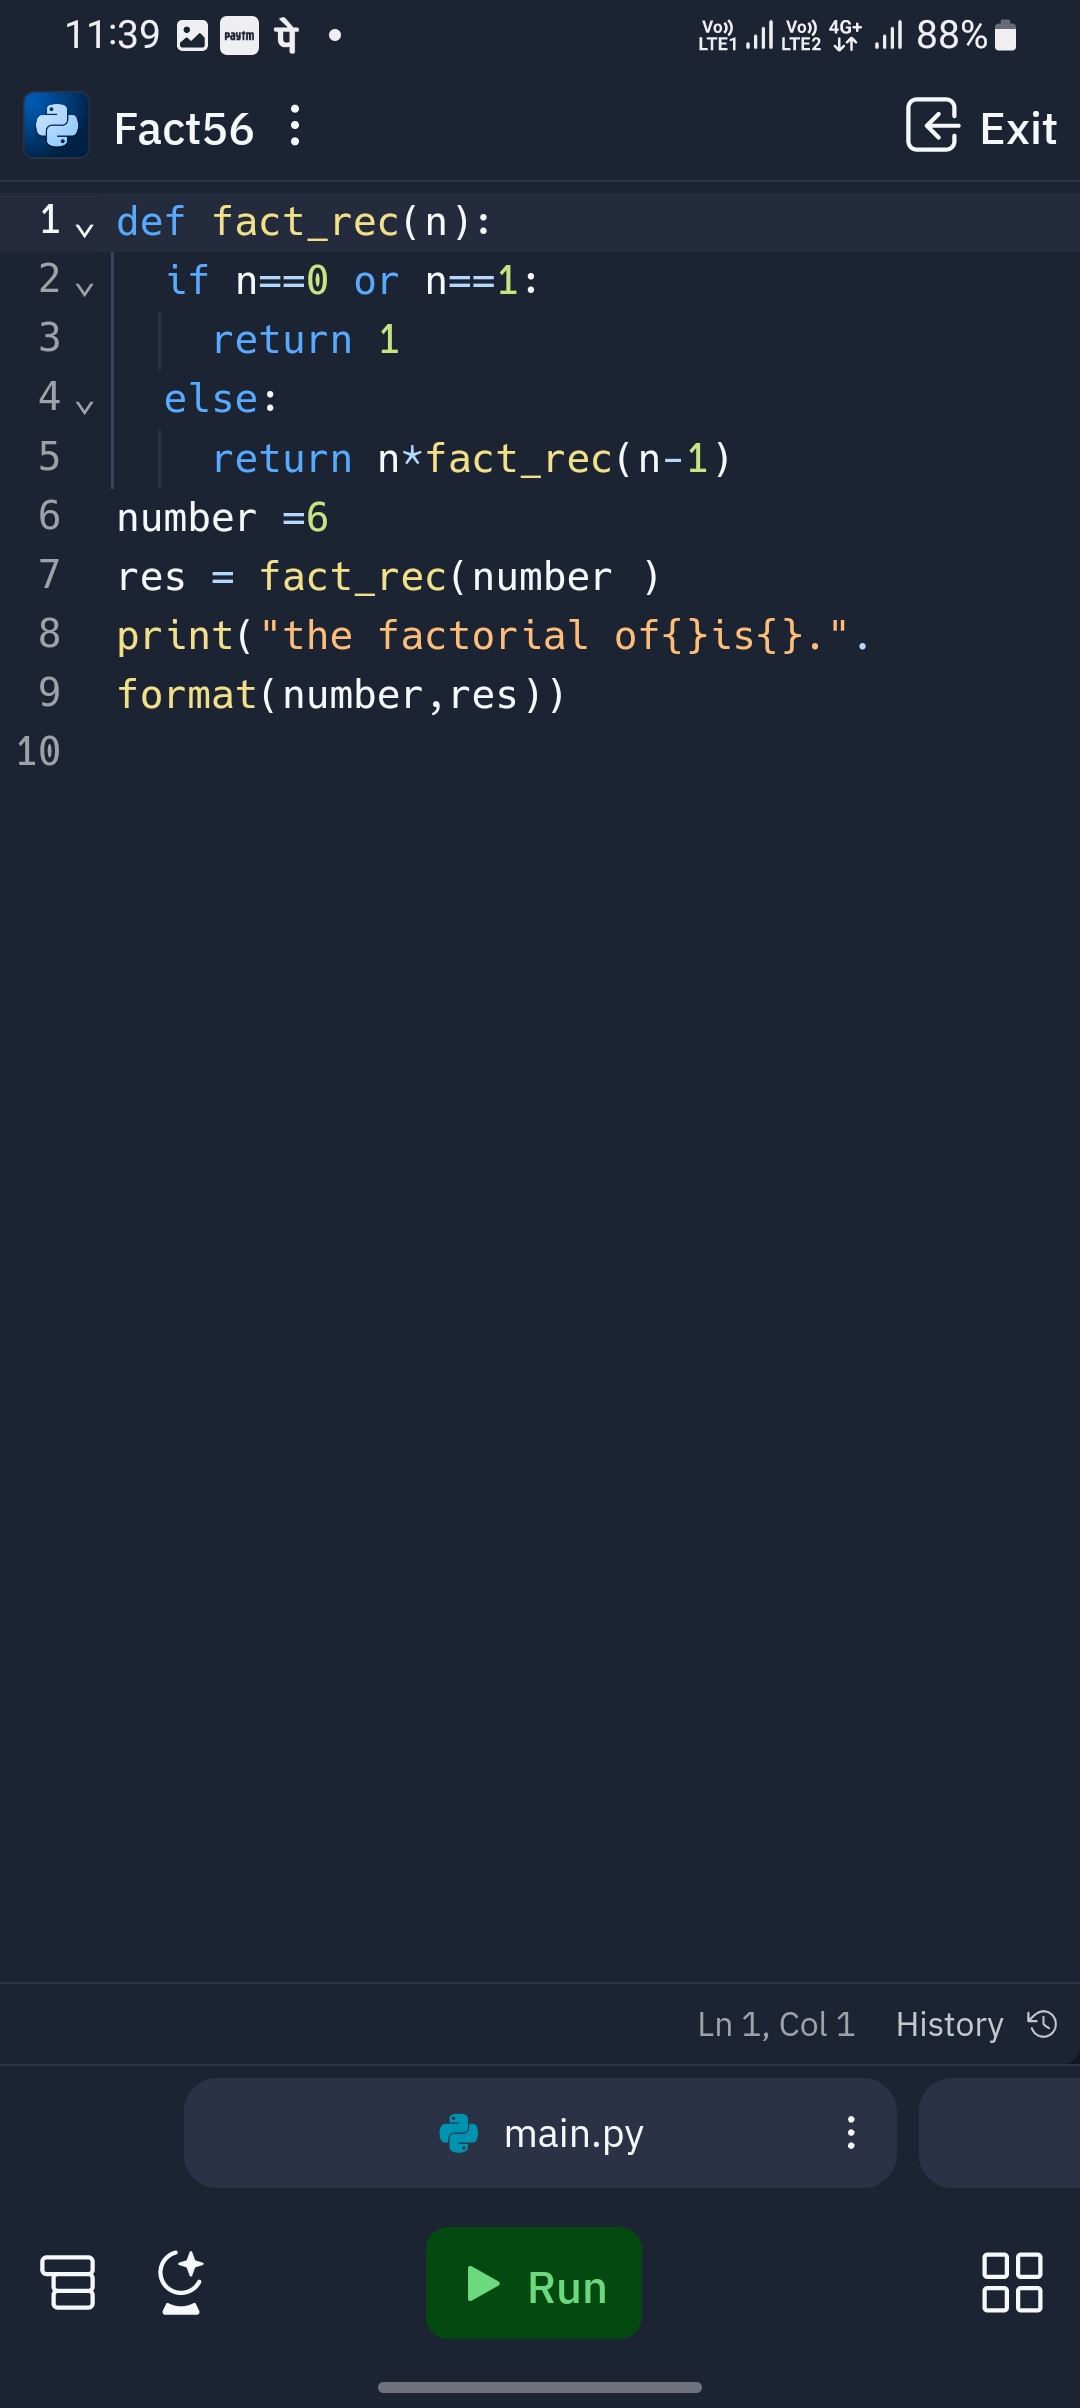 11:39 paytm पे Vo)) LTE1 Vo)) LTE2 4G+ 88%
Fact56 Exit
1 def fact_rec(n):
2 if n==0 or n==1:
3 return 1
4 else:
5 return n*fact_rec(n-1)
6 number =6
7 res = fact_rec(number )
8 print("the factorial of{}is{}.".
9 format(number,res))
10
Ln 1, Col 1 History
main.py
Run